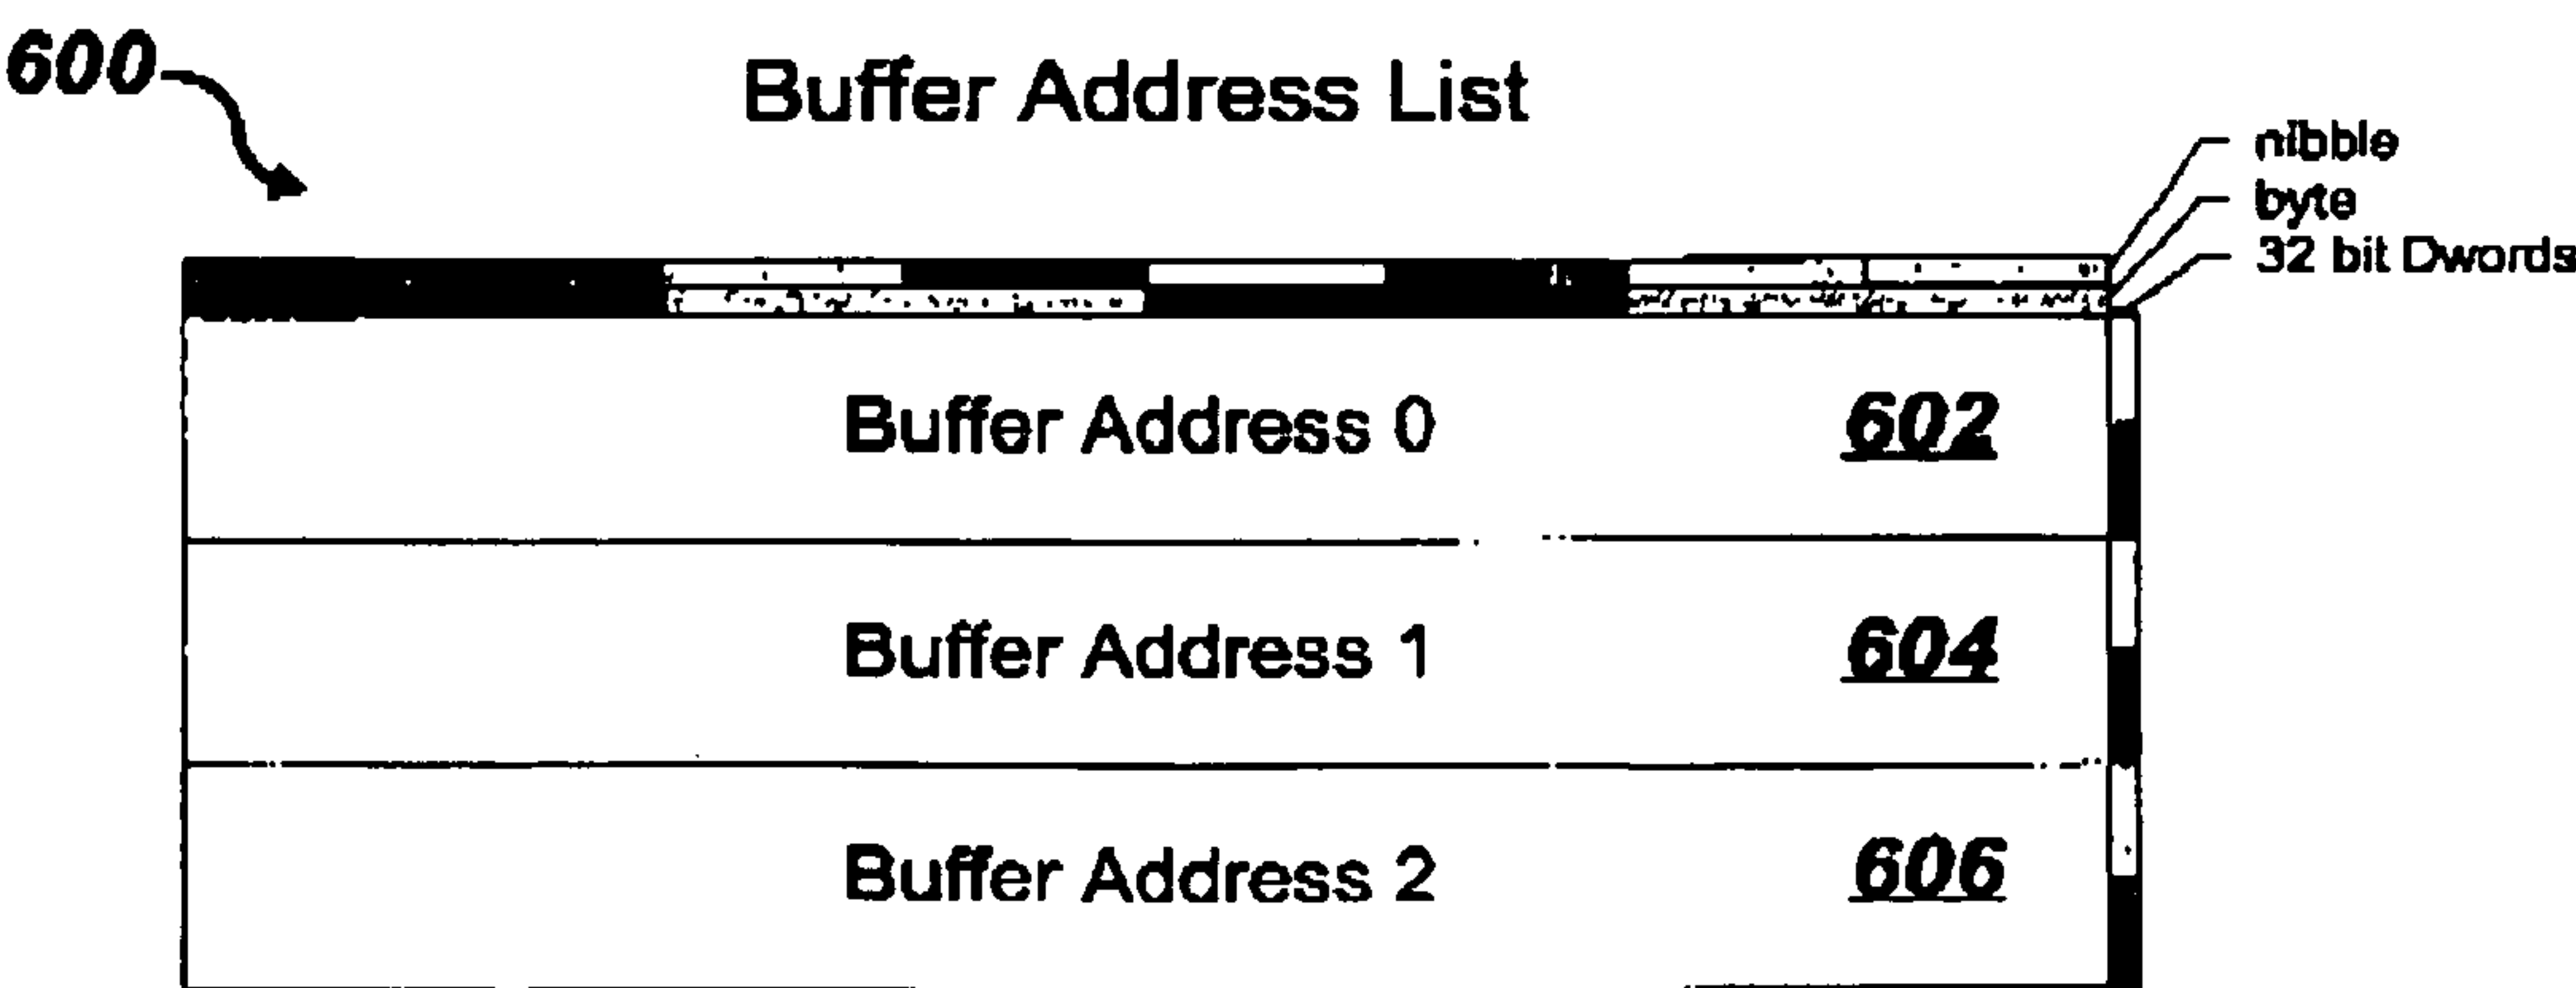 600
Buffer Address List
nibble
byte
32 bit Dwords
Buffer Address 0 602
Buffer Address 1 604
Buffer Address 2 606